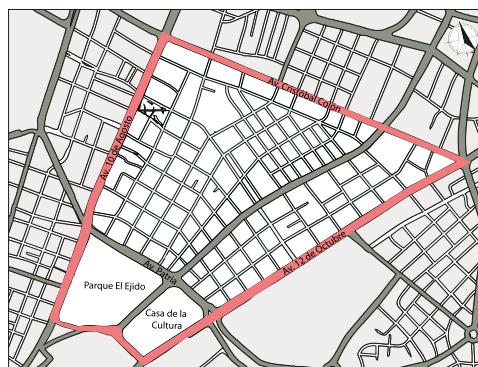 Av. Cristóbal Colón
Av. 10 de Agosto
Av. Patria
Av. 12 de Octubre
Parque El Ejido
Casa de la
Cultura